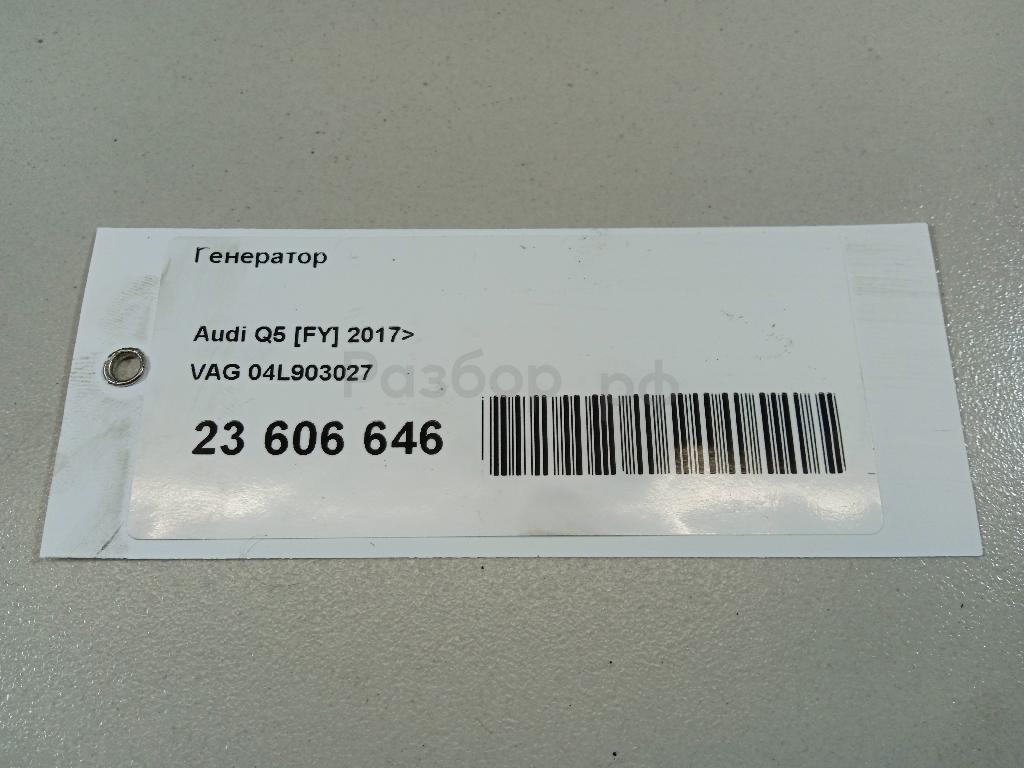 Генератор
Audi Q5 [FY] 2017>
VAG 04L903027
Разбор.рф
23 606 646